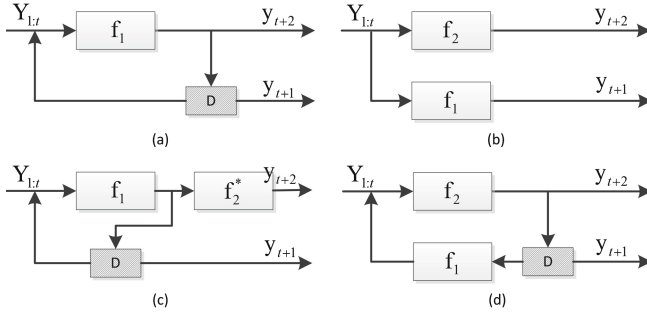 Y₁:ₜ f₁ yₜ₊₂
D yₜ₊₁
(a)
Y₁:ₜ f₂ yₜ₊₂
f₁ yₜ₊₁
(b)
Y₁:ₜ f₁ f₂* yₜ₊₂
D yₜ₊₁
(c)
Y₁:ₜ f₂ yₜ₊₂
f₁ D yₜ₊₁
(d)